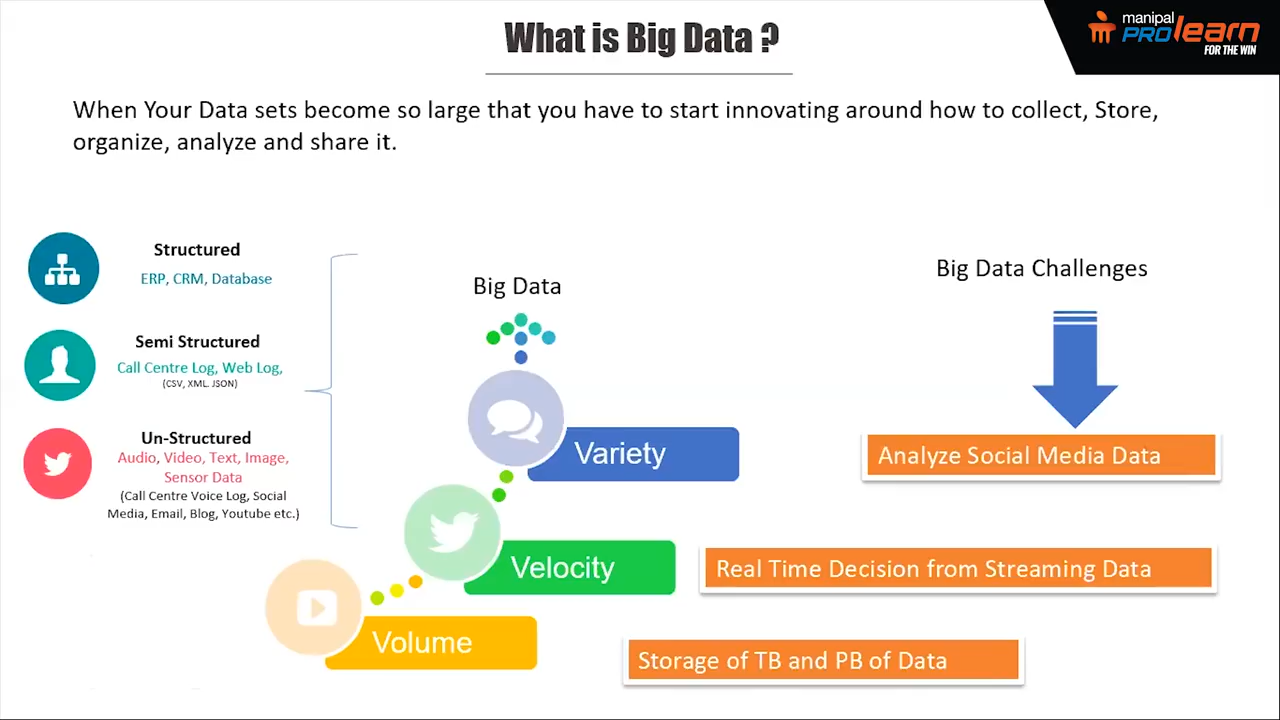 What is Big Data ?
manipal
PROlearn
FOR THE WIN
When Your Data sets become so large that you have to start innovating around how to collect, Store,
organize, analyze and share it.
Structured
ERP, CRM, Database
Semi Structured
Call Centre Log, Web Log,
(CSV, XML. JSON)
Un-Structured
Audio, Video, Text, Image,
Sensor Data
(Call Centre Voice Log, Social
Media, Email, Blog, Youtube etc.)
Big Data
Variety
Velocity
Volume
Big Data Challenges
Analyze Social Media Data
Real Time Decision from Streaming Data
Storage of TB and PB of Data